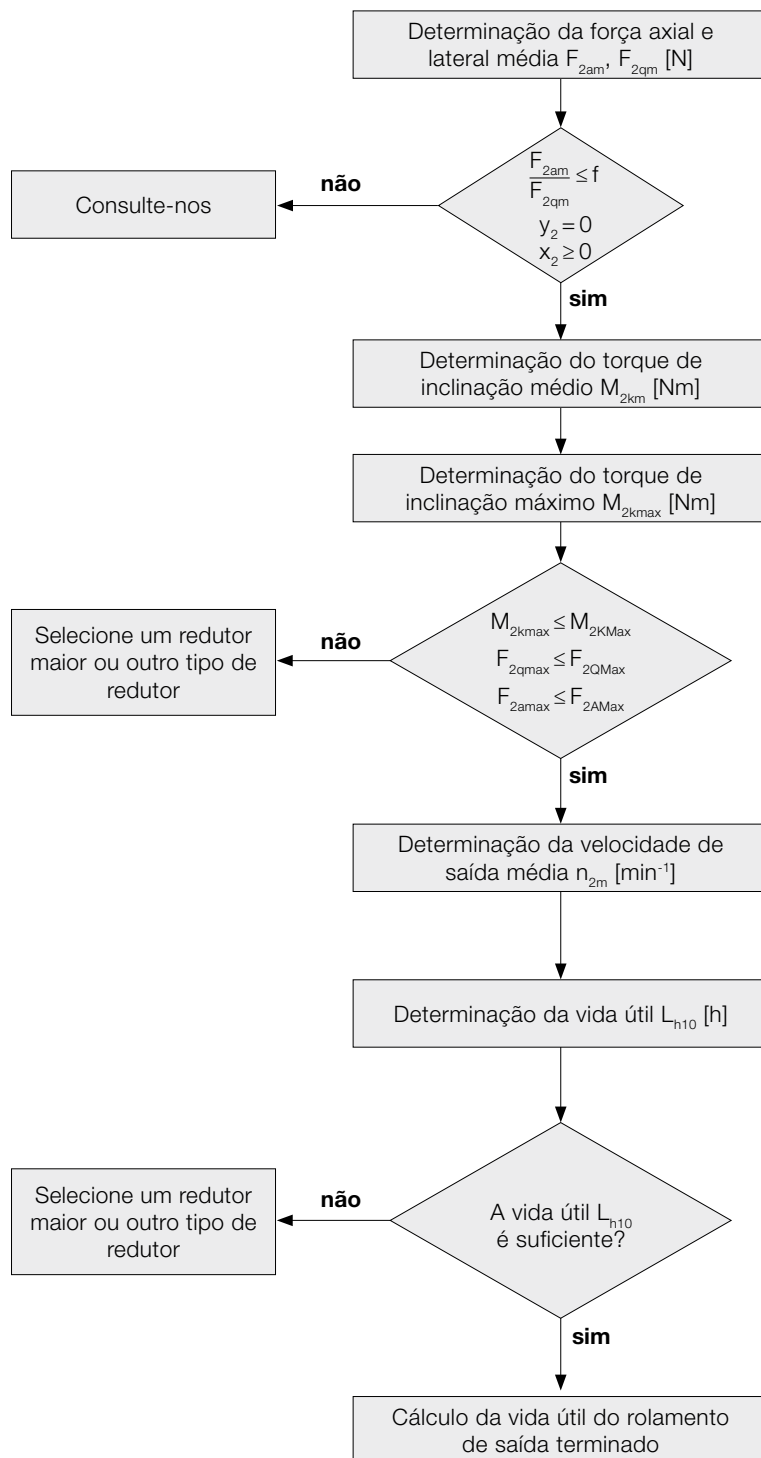 Determinação da força axial e
lateral média F2am, F2qm [N]
F2am
F2qm
≤ f
y2 = 0
x2 ≥ 0
não
Consulte-nos
sim
Determinação do torque de
inclinação médio M2km [Nm]
Determinação do torque de
inclinação máximo M2kmax [Nm]
M2kmax ≤ M2KMax
F2qmax ≤ F2QMax
F2amax ≤ F2AMax
não
Selecione um redutor
maior ou outro tipo de
redutor
sim
Determinação da velocidade de
saída média n2m [min-1]
Determinação da vida útil Lh10 [h]
A vida útil Lh10
é suficiente?
não
Selecione um redutor
maior ou outro tipo de
redutor
sim
Cálculo da vida útil do rolamento
de saída terminado